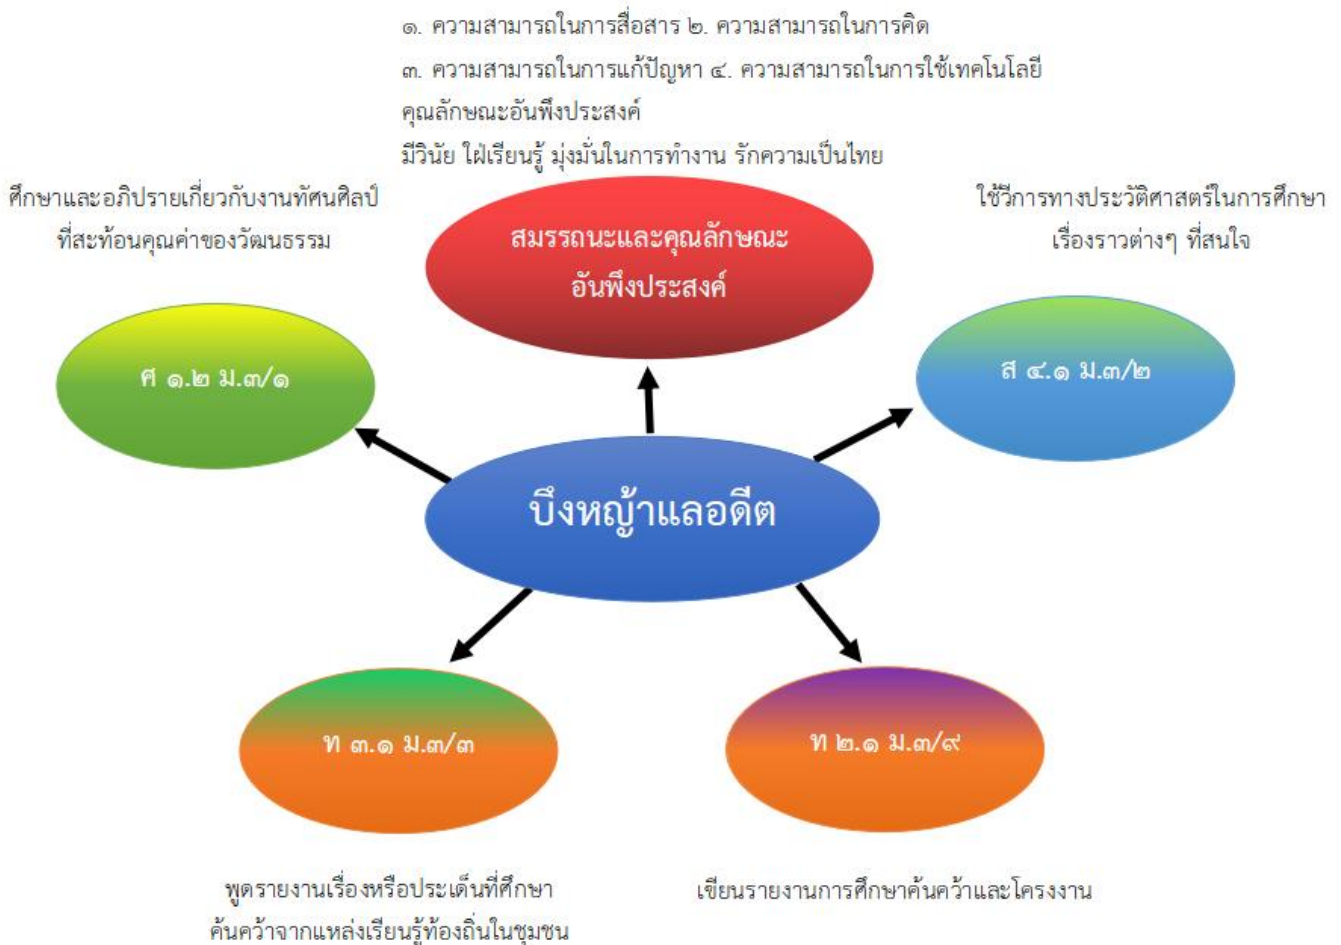 ๑. ความสามารถในการสื่อสาร ๒. ความสามารถในการคิด
๓. ความสามารถในการแก้ปัญหา ๔. ความสามารถในการใช้เทคโนโลยี
คุณลักษณะอันพึงประสงค์
มีวินัย ใฝ่เรียนรู้ มุ่งมั่นในการทำงาน รักความเป็นไทย
ศึกษาและอภิปรายเกี่ยวกับงานทัศนศิลป์
ที่สะท้อนคุณค่าของวัฒนธรรม
สมรรถนะและคุณลักษณะ
อันพึงประสงค์
ใช้วีการทางประวัติศาสตร์ในการศึกษา
เรื่องราวต่างๆ ที่สนใจ
ศ ๑.๒ ม.๓/๑
ส ๔.๑ ม.๓/๒
บึงหญ้าแลอดีต
ท ๓.๑ ม.๓/๓
ท ๒.๑ ม.๓/๙
พูดรายงานเรื่องหรือประเด็นที่ศึกษา
ค้นคว้าจากแหล่งเรียนรู้ท้องถิ่นในชุมชน
เขียนรายงานการศึกษาค้นคว้าและโครงงาน